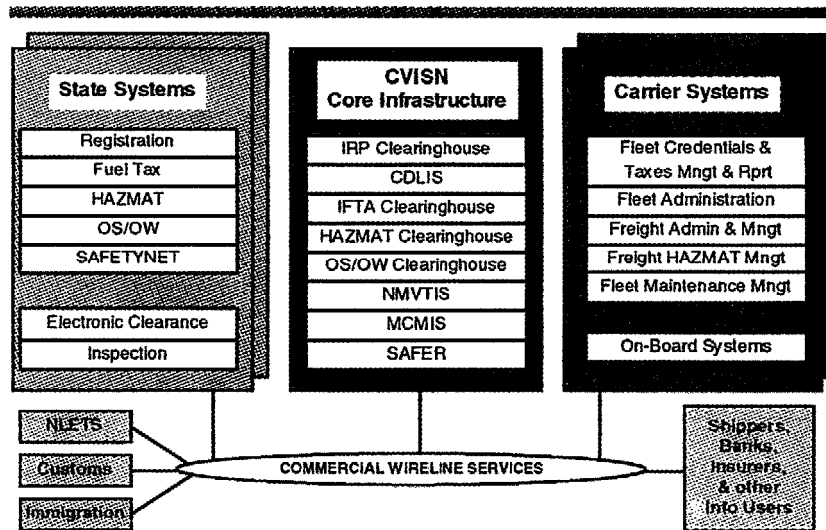 State Systems
Registration
Fuel Tax
HAZMAT
OS/OW
SAFETYNET
Electronic Clearance
Inspection
CVISN
Core Infrastructure
IRP Clearinghouse
CDLIS
IFTA Clearinghouse
HAZMAT Clearinghouse
OS/OW Clearinghouse
NMVTIS
MCMIS
SAFER
Carrier Systems
Fleet Credentials &
Taxes Mngt & Rprt
Fleet Administration
Freight Admin & Mngt
Freight HAZMAT Mngt
Fleet Maintenance Mngt
On-Board Systems
NLETS
Customs
Immigration
COMMERCIAL WIRELINE SERVICES
Shippers,
Banks,
Insurers,
& other
Into Users